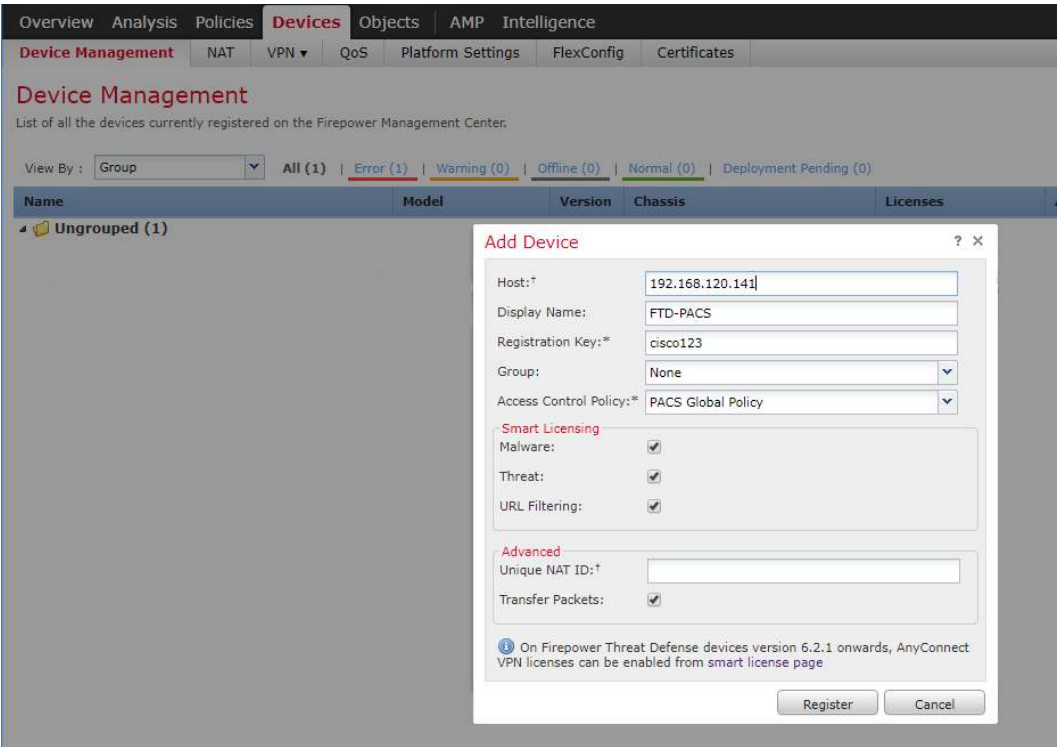 Overview Analysis Policies Devices Objects AMP Intelligence
Device Management NAT VPN QoS Platform Settings FlexConfig Certificates
Device Management
List of all the devices currently registered on the Firepower Management Center.
View By : Group All (1) | Error (1) | Warning (0) | Offline (0) | Normal (0) | Deployment Pending (0)
Name Model Version Chassis Licenses
Ungrouped (1)
Add Device ? ×
Host:† 192.168.120.141
Display Name: FTD-PACS
Registration Key:* cisco123
Group: None
Access Control Policy:* PACS Global Policy
Smart Licensing
Malware:
Threat:
URL Filtering:
Advanced
Unique NAT ID:†
Transfer Packets:
On Firepower Threat Defense devices version 6.2.1 onwards, AnyConnect
VPN licenses can be enabled from smart license page
Register Cancel